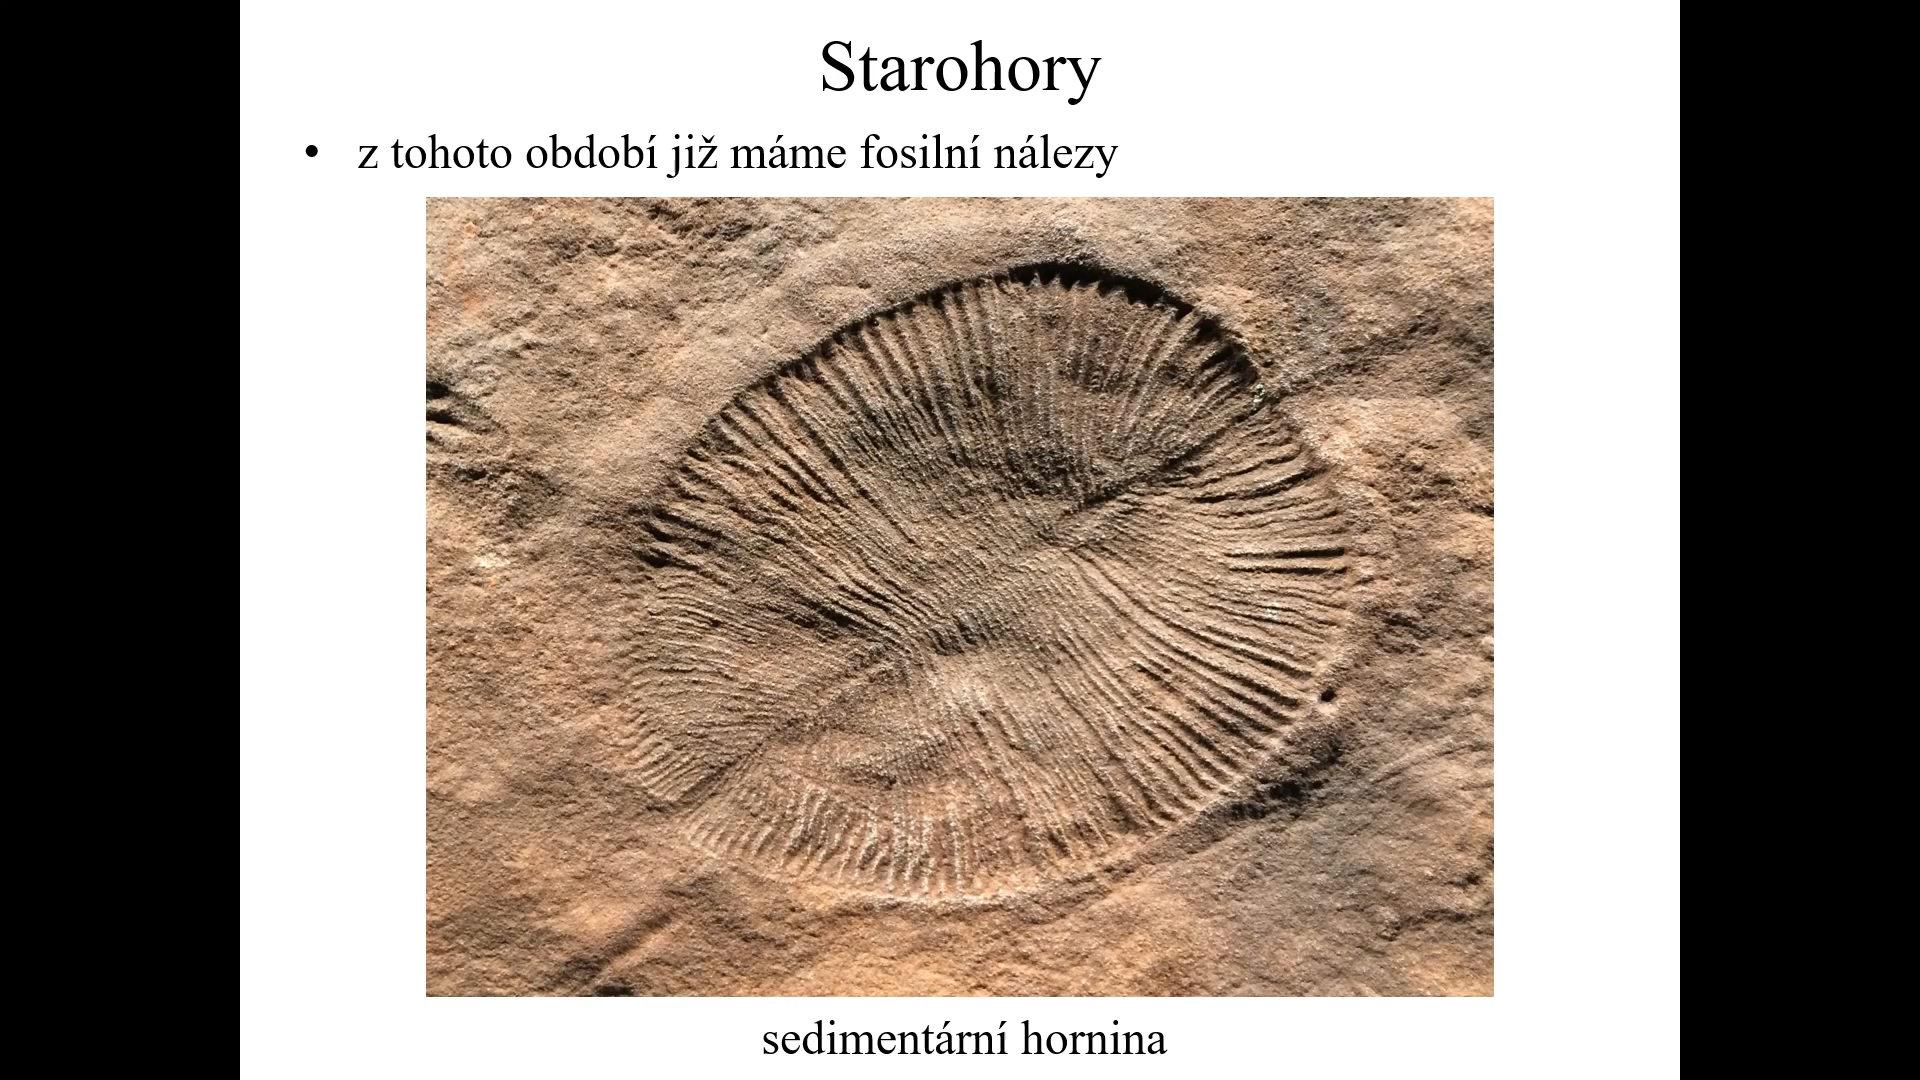 Starohory
• z tohoto období již máme fosilní nálezy
sedimentární hornina